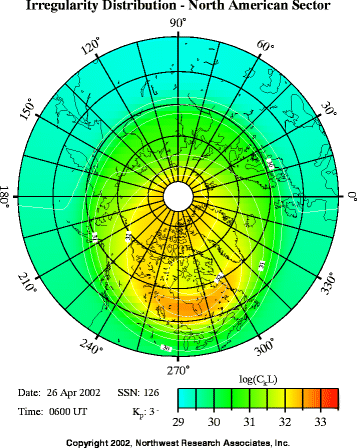 Irregularity Distribution - North American Sector
90°
120°
60°
150°
30°
180°
0°
210°
330°
240°
300°
270°
log(CkL)
Date: 26 Apr 2002
SSN: 126
Time: 0600 UT
Kp: 3-
29 30 31 32 33
Copyright 2002, Northwest Research Associates, Inc.